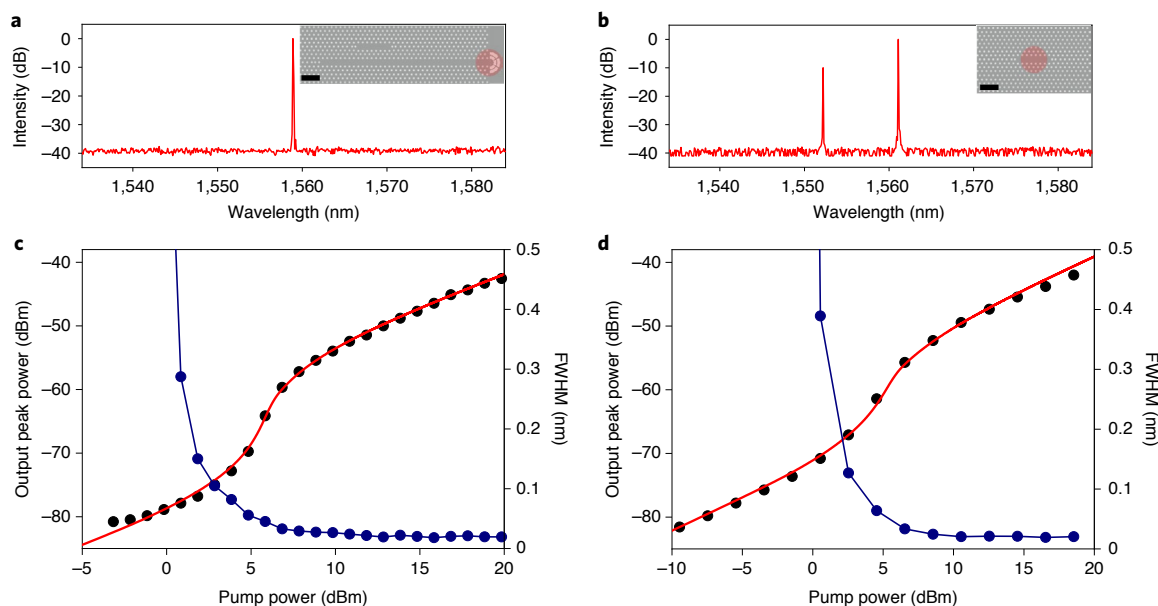 a
0
–10
–20
–30
–40
Intensity (dB)
1,540 1,550 1,560 1,570 1,580
Wavelength (nm)
b
0
–10
–20
–30
–40
Intensity (dB)
1,540 1,550 1,560 1,570 1,580
Wavelength (nm)
c
–40
–50
–60
–70
–80
Output peak power (dBm)
0.5
0.4
0.3
0.2
0.1
0
FWHM (nm)
–5 0 5 10 15 20
Pump power (dBm)
d
–40
–50
–60
–70
–80
Output peak power (dBm)
0.5
0.4
0.3
0.2
0.1
0
FWHM (nm)
–10 –5 0 5 10 15 20
Pump power (dBm)